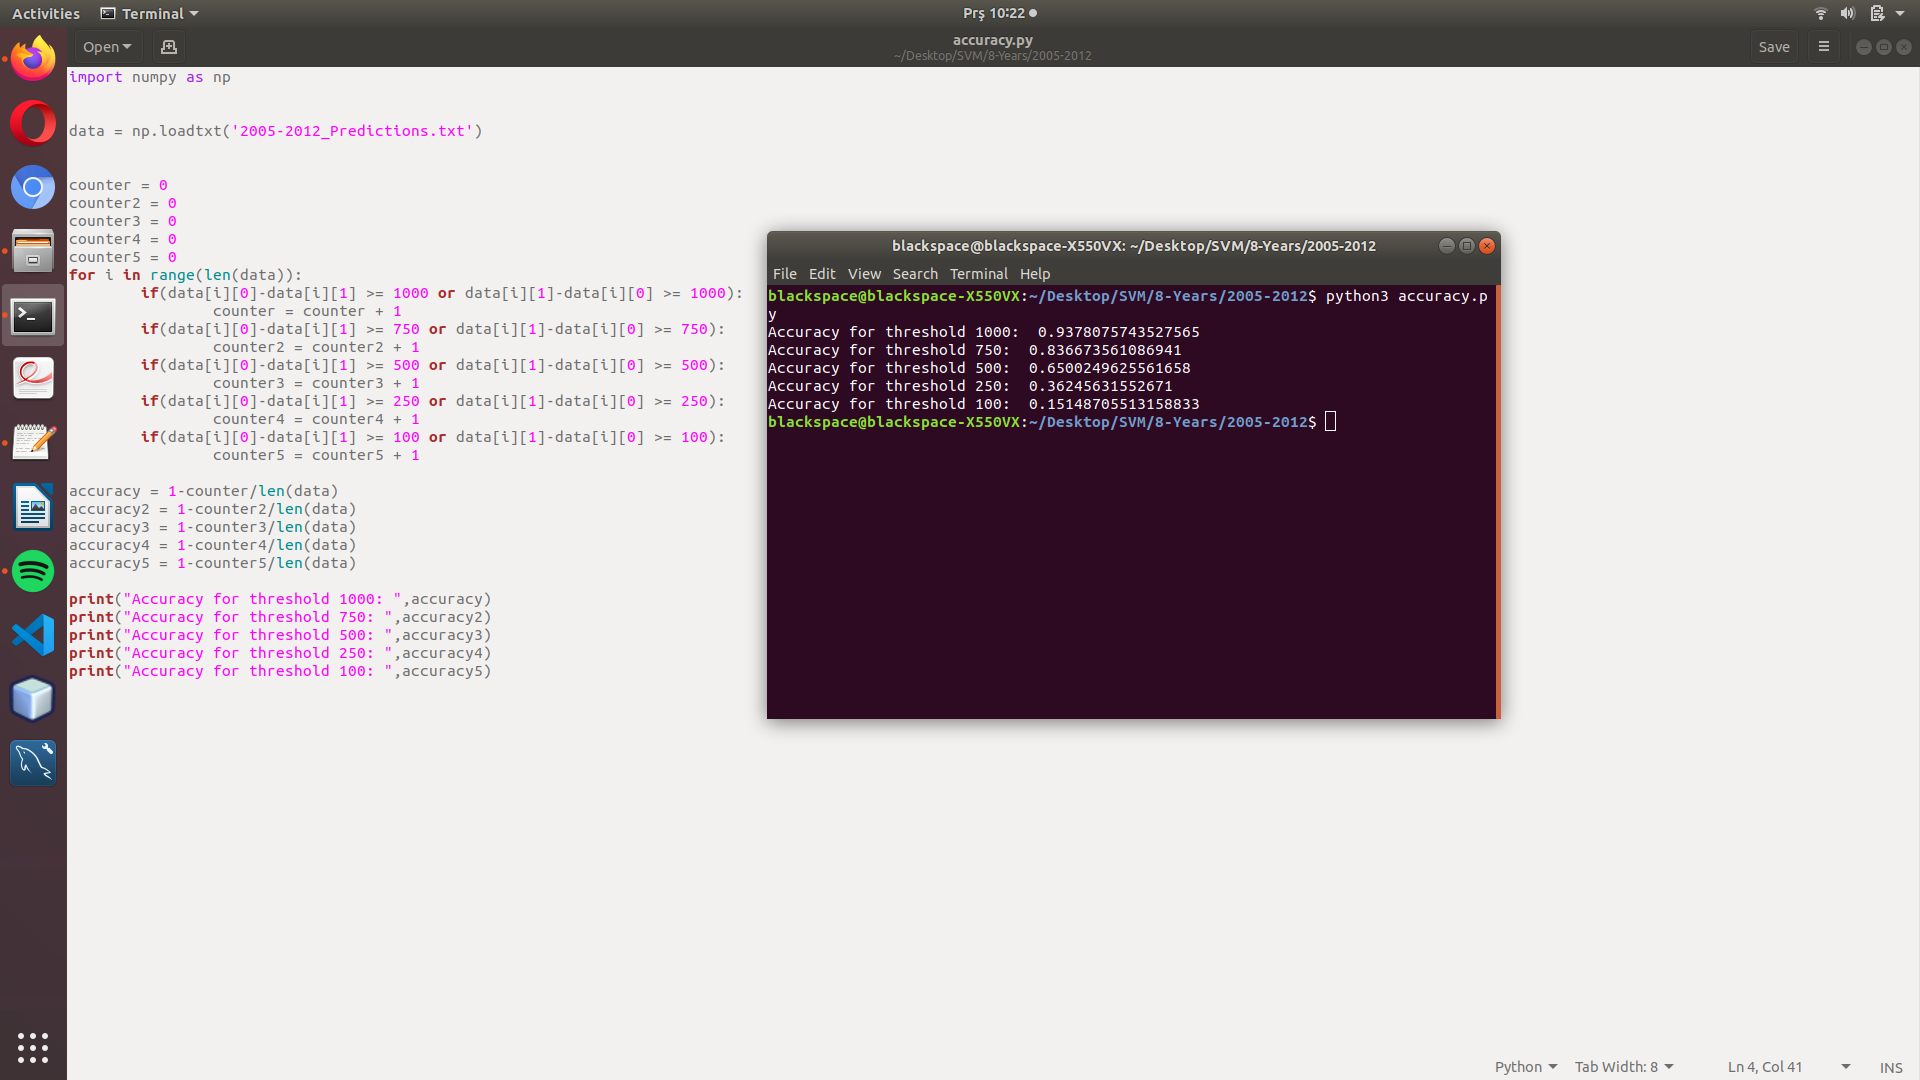 Activities Terminal Prş 10:22
Open accuracy.py Save
~/Desktop/SVM/8-Years/2005-2012
import numpy as np
data = np.loadtxt('2005-2012_Predictions.txt')
counter = 0
counter2 = 0
counter3 = 0
counter4 = 0
counter5 = 0
for i in range(len(data)):
if(data[i][0]-data[i][1] >= 1000 or data[i][1]-data[i][0] >= 1000):
counter = counter + 1
if(data[i][0]-data[i][1] >= 750 or data[i][1]-data[i][0] >= 750):
counter2 = counter2 + 1
if(data[i][0]-data[i][1] >= 500 or data[i][1]-data[i][0] >= 500):
counter3 = counter3 + 1
if(data[i][0]-data[i][1] >= 250 or data[i][1]-data[i][0] >= 250):
counter4 = counter4 + 1
if(data[i][0]-data[i][1] >= 100 or data[i][1]-data[i][0] >= 100):
counter5 = counter5 + 1
accuracy = 1-counter/len(data)
accuracy2 = 1-counter2/len(data)
accuracy3 = 1-counter3/len(data)
accuracy4 = 1-counter4/len(data)
accuracy5 = 1-counter5/len(data)
print("Accuracy for threshold 1000: ",accuracy)
print("Accuracy for threshold 750: ",accuracy2)
print("Accuracy for threshold 500: ",accuracy3)
print("Accuracy for threshold 250: ",accuracy4)
print("Accuracy for threshold 100: ",accuracy5)
blackspace@blackspace-X550VX: ~/Desktop/SVM/8-Years/2005-2012
File Edit View Search Terminal Help
blackspace@blackspace-X550VX:~/Desktop/SVM/8-Years/2005-2012$ python3 accuracy.p
y
Accuracy for threshold 1000:  0.9378075743527565
Accuracy for threshold 750:  0.836673561086941
Accuracy for threshold 500:  0.6500249625561658
Accuracy for threshold 250:  0.36245631552671
Accuracy for threshold 100:  0.15148705513158833
blackspace@blackspace-X550VX:~/Desktop/SVM/8-Years/2005-2012$
Python Tab Width: 8 Ln 4, Col 41 INS